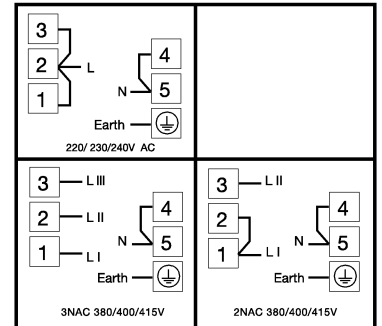 3
2
L
1
4
N
5
Earth
220/ 230/240V AC
3
L III
2
L II
1
L I
4
N
5
Earth
3NAC 380/400/415V
3
L II
2
1
L I
4
N
5
Earth
2NAC 380/400/415V